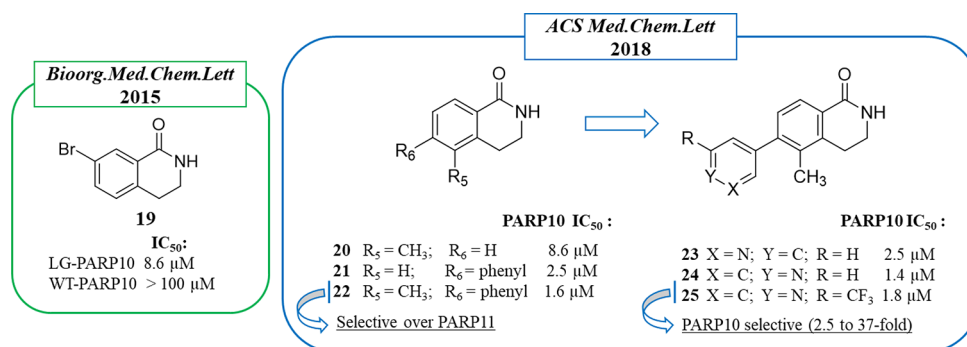 Bioorg.Med.Chem.Lett
2015
O
Br
NH
19
IC50:
LG-PARP10 8.6 µM
WT-PARP10 > 100 µM
ACS Med.Chem.Lett
2018
O
NH
R6
R5
PARP10 IC50 :
20 R5 = CH3; R6 = H 8.6 µM
21 R5 = H; R6 = phenyl 2.5 µM
22 R5 = CH3; R6 = phenyl 1.6 µM
Selective over PARP11
O
R
NH
Y
X
CH3
PARP10 IC50 :
23 X = N; Y = C; R = H 2.5 µM
24 X = C; Y = N; R = H 1.4 µM
25 X = C; Y = N; R = CF3 1.8 µM
PARP10 selective (2.5 to 37-fold)